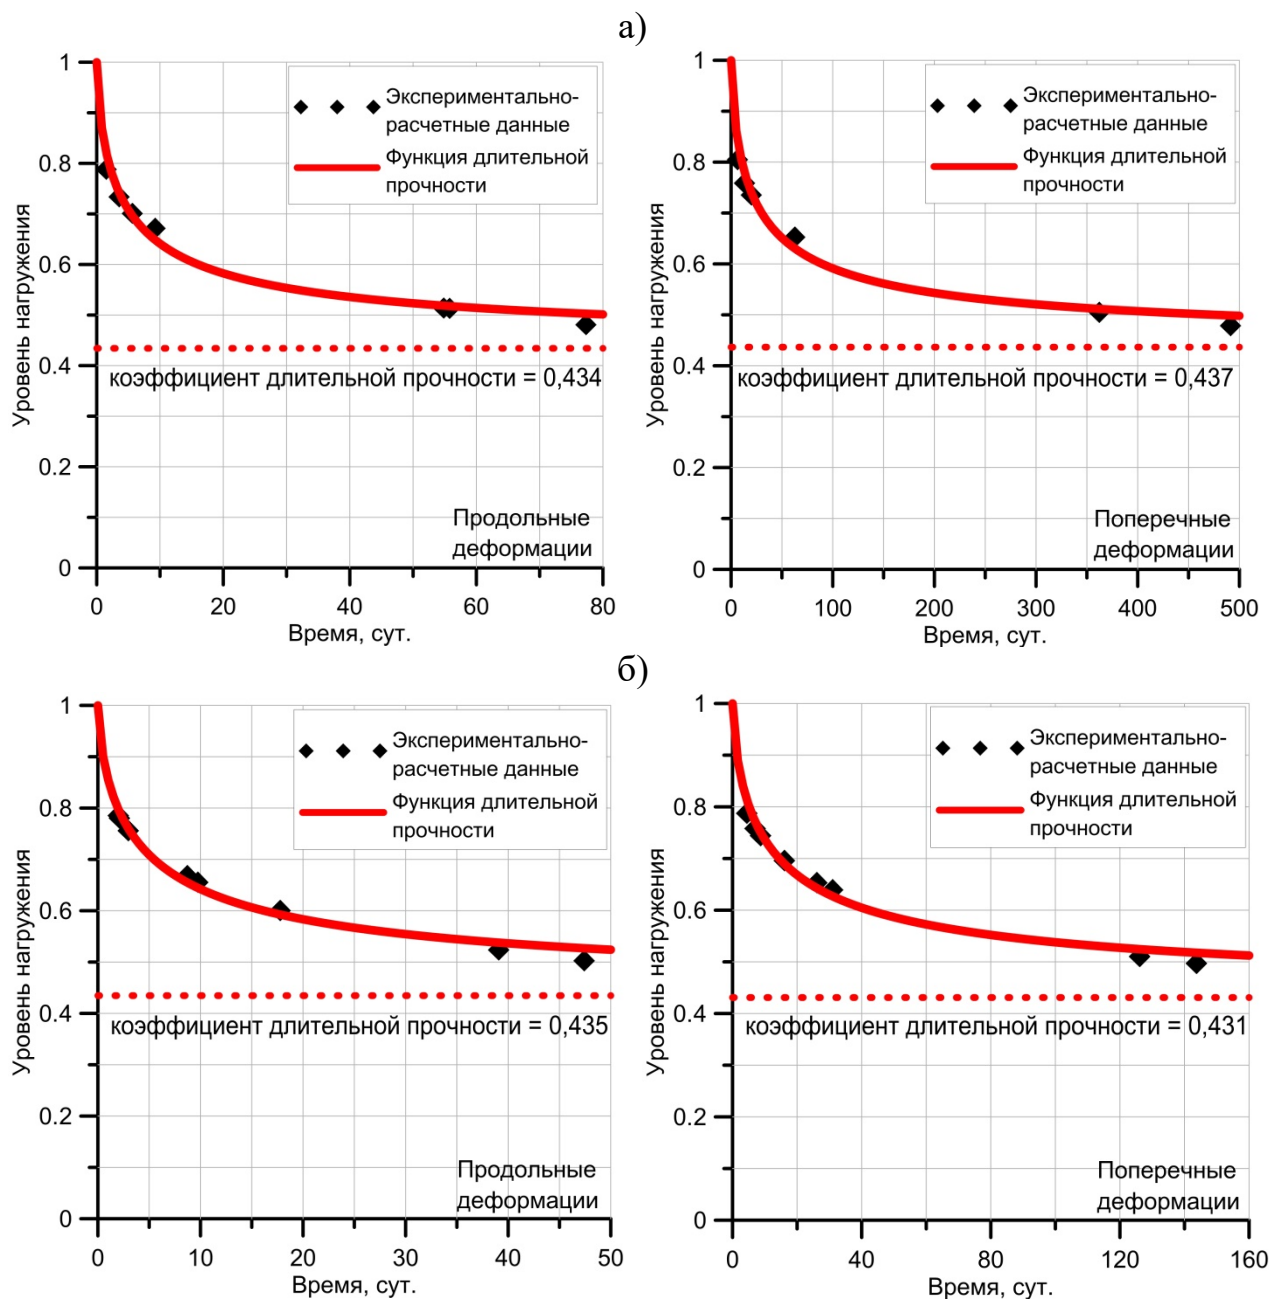 а)
1
0.8
0.6
0.4
0.2
0
Уровень нагружения
Экспериментально-
расчетные данные
Функция длительной
прочности
коэффициент длительной прочности = 0,434
Продольные
деформации
0 20 40 60 80
Время, сут.
1
0.8
0.6
0.4
0.2
0
Уровень нагружения
Экспериментально-
расчетные данные
Функция длительной
прочности
коэффициент длительной прочности = 0,437
Поперечные
деформации
0 100 200 300 400 500
Время, сут.
б)
1
0.8
0.6
0.4
0.2
0
Уровень нагружения
Экспериментально-
расчетные данные
Функция длительной
прочности
коэффициент длительной прочности = 0,435
Продольные
деформации
0 10 20 30 40 50
Время, сут.
1
0.8
0.6
0.4
0.2
0
Уровень нагружения
Экспериментально-
расчетные данные
Функция длительной
прочности
коэффициент длительной прочности = 0,431
Поперечные
деформации
0 40 80 120 160
Время, сут.